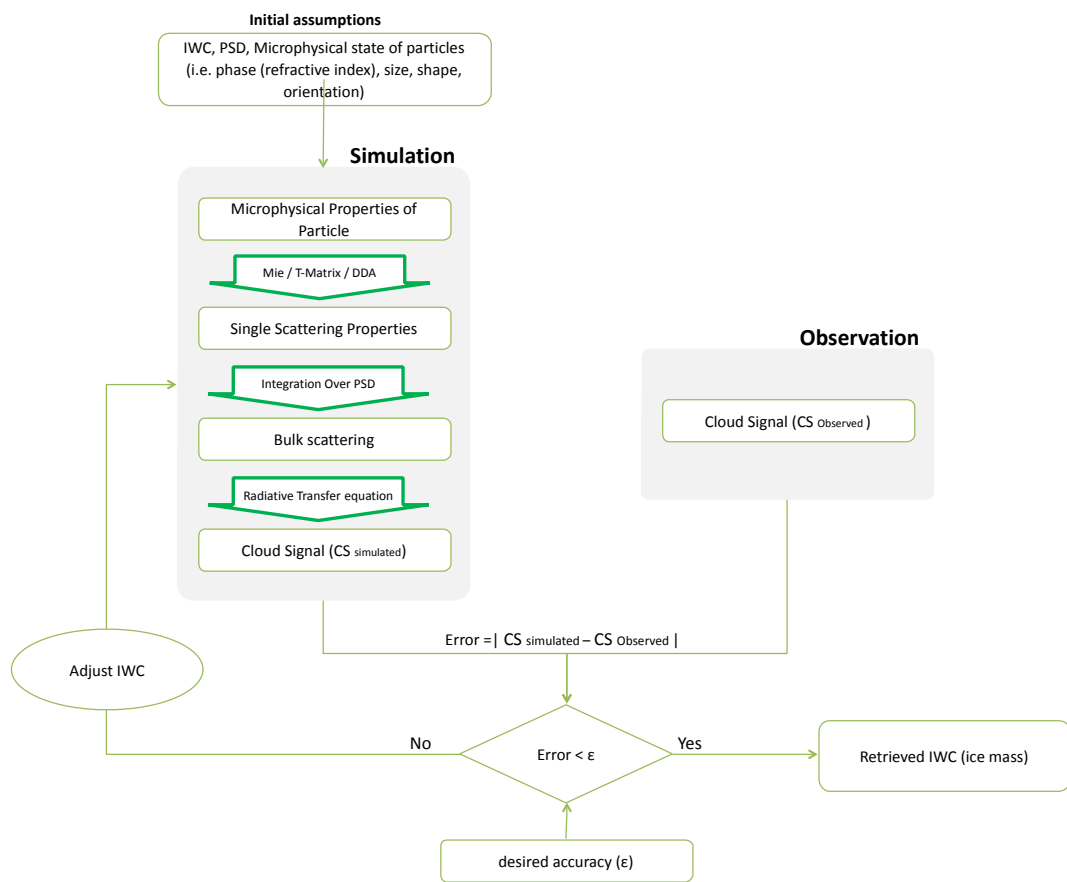 Initial assumptions
IWC, PSD, Microphysical state of particles
(i.e. phase (refractive index), size, shape,
orientation)
Simulation
Microphysical Properties of
Particle
Mie / T-Matrix / DDA
Single Scattering Properties
Integration Over PSD
Bulk scattering
Radiative Transfer equation
Cloud Signal (CS simulated)
Observation
Cloud Signal (CS Observed )
Error =| CS simulated – CS Observed |
Adjust IWC
No
Error < ε
Yes
Retrieved IWC (ice mass)
desired accuracy (ε)